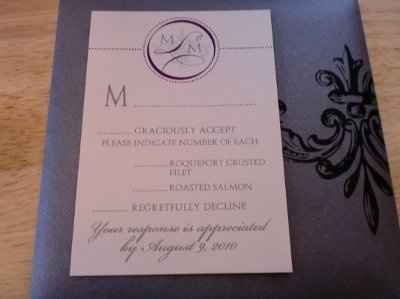 M L M
M
GRACIOUSLY ACCEPT
PLEASE INDICATE NUMBER OF EACH
ROQUEFORT CRUSTED
FILET
ROASTED SALMON
REGRETFULLY DECLINE
Your response is appreciated
by August 9, 2010